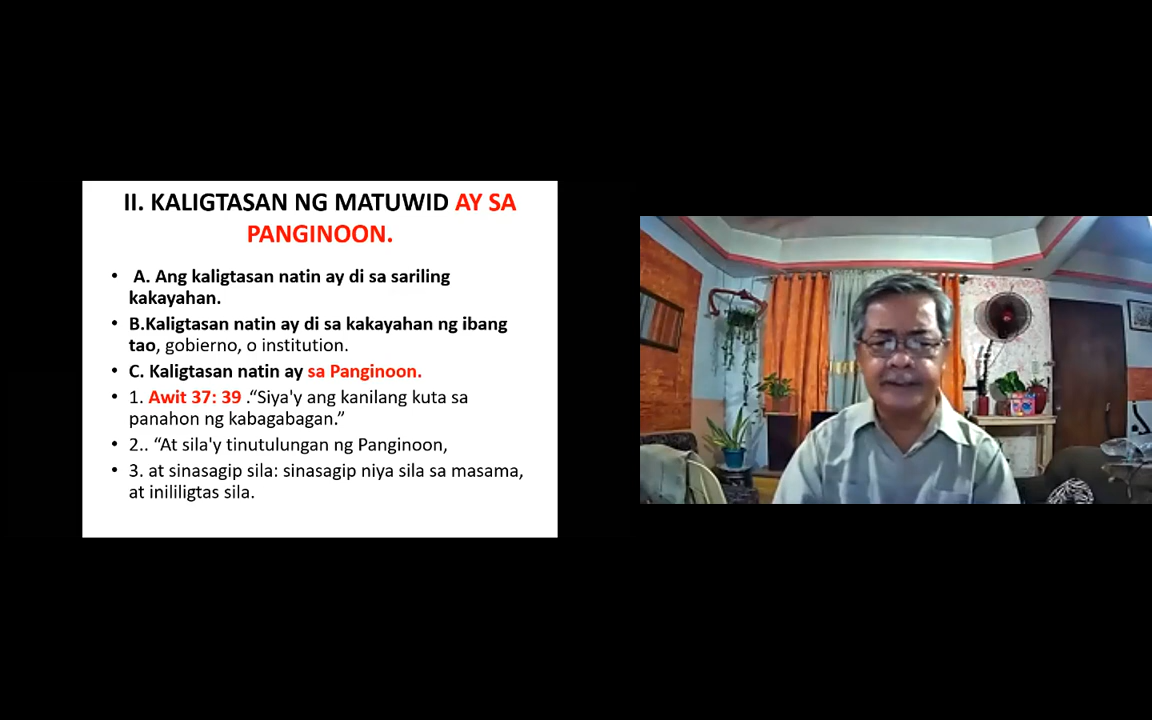 II. KALIGTASAN NG MATUWID AY SA
PANGINOON.
• A. Ang kaligtasan natin ay di sa sariling
kakayahan.
• B.Kaligtasan natin ay di sa kakayahan ng ibang
tao, gobierno, o institution.
• C. Kaligtasan natin ay sa Panginoon.
• 1. Awit 37: 39 .“Siya'y ang kanilang kuta sa
panahon ng kabagabagan.”
• 2.. “At sila'y tinutulungan ng Panginoon,
• 3. at sinasagip sila: sinasagip niya sila sa masama,
at inililigtas sila.